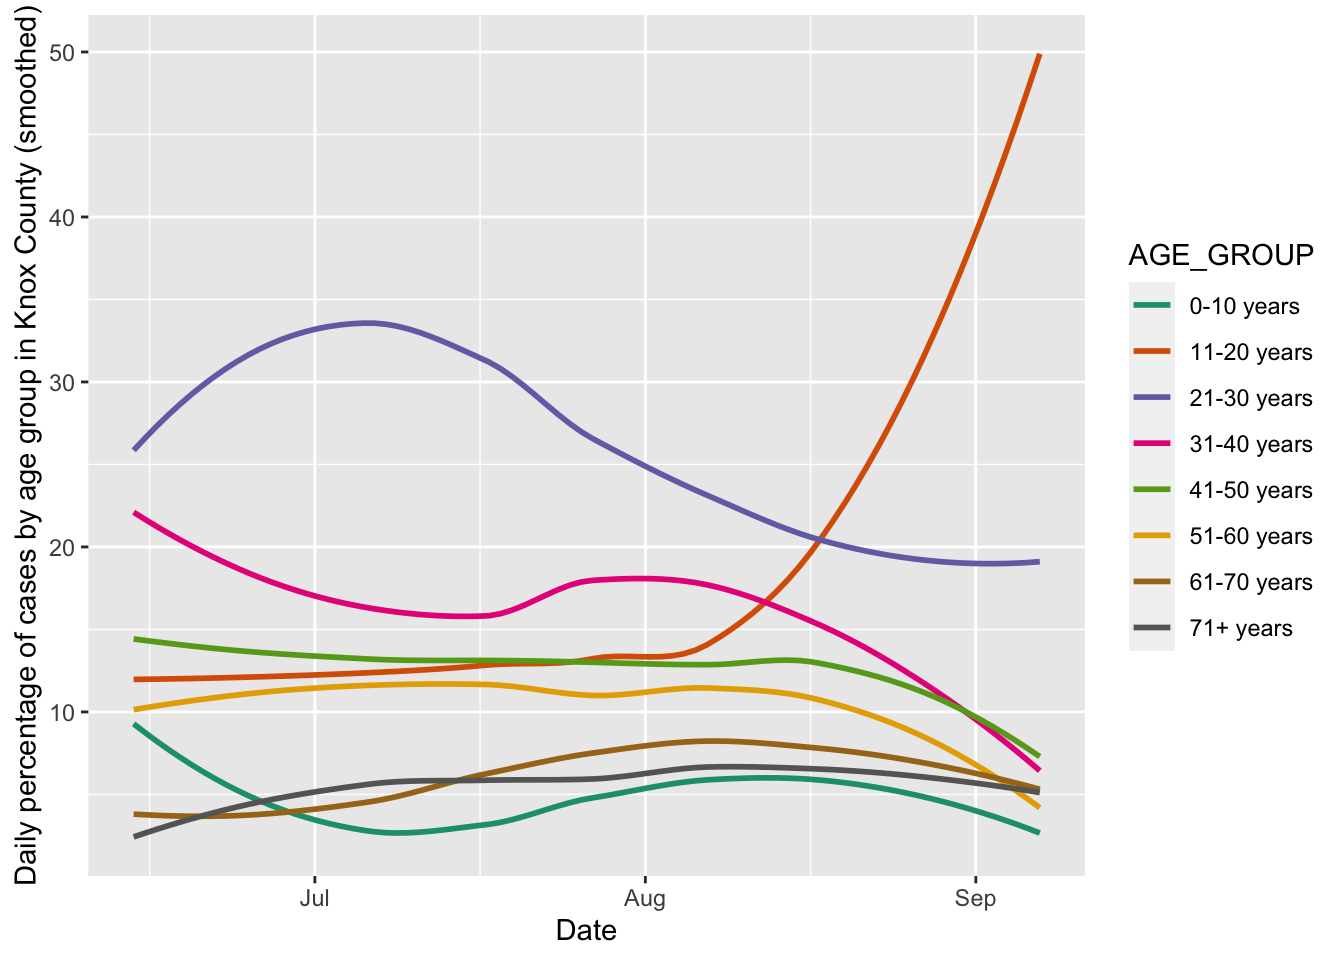 Daily percentage of cases by age group in Knox County (smoothed)
50
40
30
20
10
Jul
Aug
Sep
Date
AGE_GROUP
0-10 years
11-20 years
21-30 years
31-40 years
41-50 years
51-60 years
61-70 years
71+ years